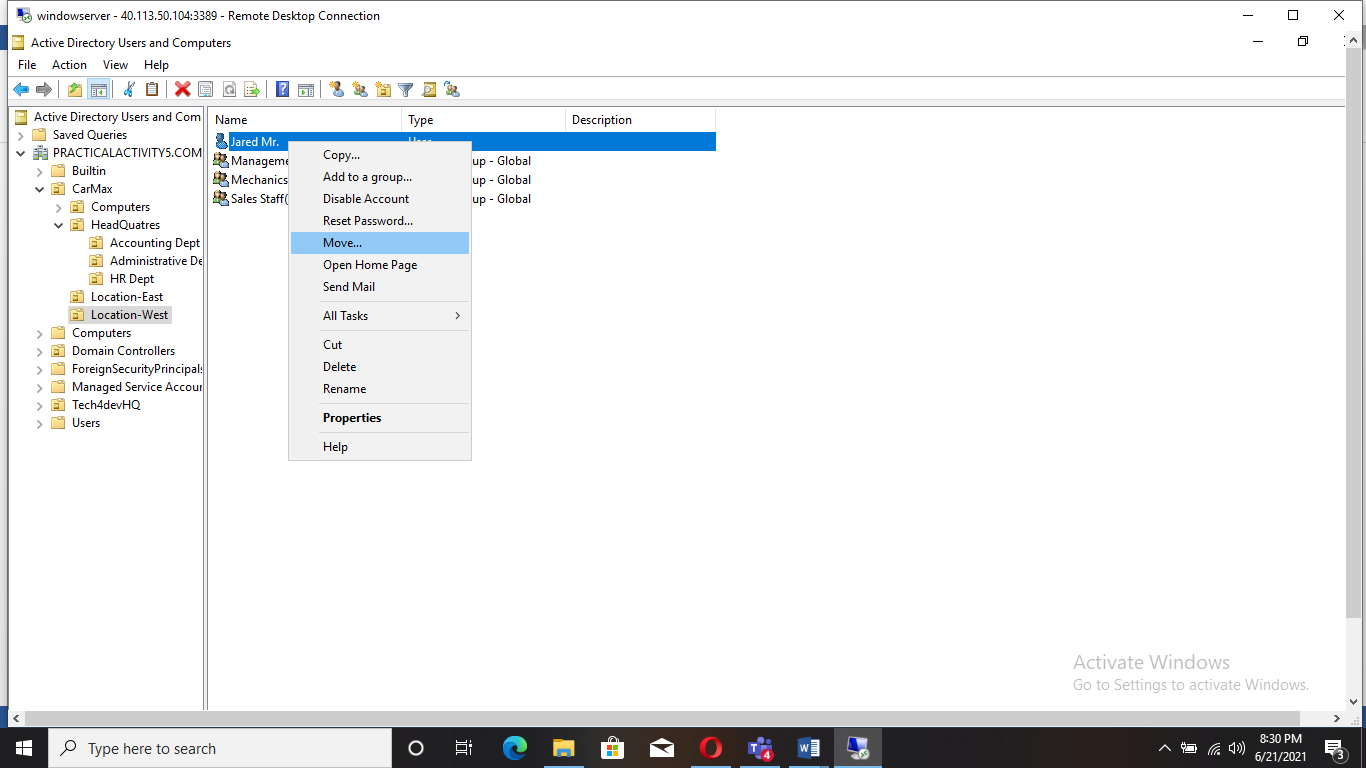 windowserver - 40.113.50.104:3389 - Remote Desktop Connection
Active Directory Users and Computers
File Action View Help
Active Directory Users and Com
Saved Queries
PRACTICALACTIVITY5.COM
Builtin
CarMax
Computers
HeadQuatres
Accounting Dept
Administrative De
HR Dept
Location-East
Location-West
Computers
Domain Controllers
ForeignSecurityPrincipals
Managed Service Accour
Tech4devHQ
Users
Name Type Description
Jared Mr. User
Manageme up - Global
Mechanics up - Global
Sales Staff( up - Global
Copy...
Add to a group...
Disable Account
Reset Password...
Move...
Open Home Page
Send Mail
All Tasks
Cut
Delete
Rename
Properties
Help
Activate Windows
Go to Settings to activate Windows.
Type here to search
4
8:30 PM
6/21/2021
3